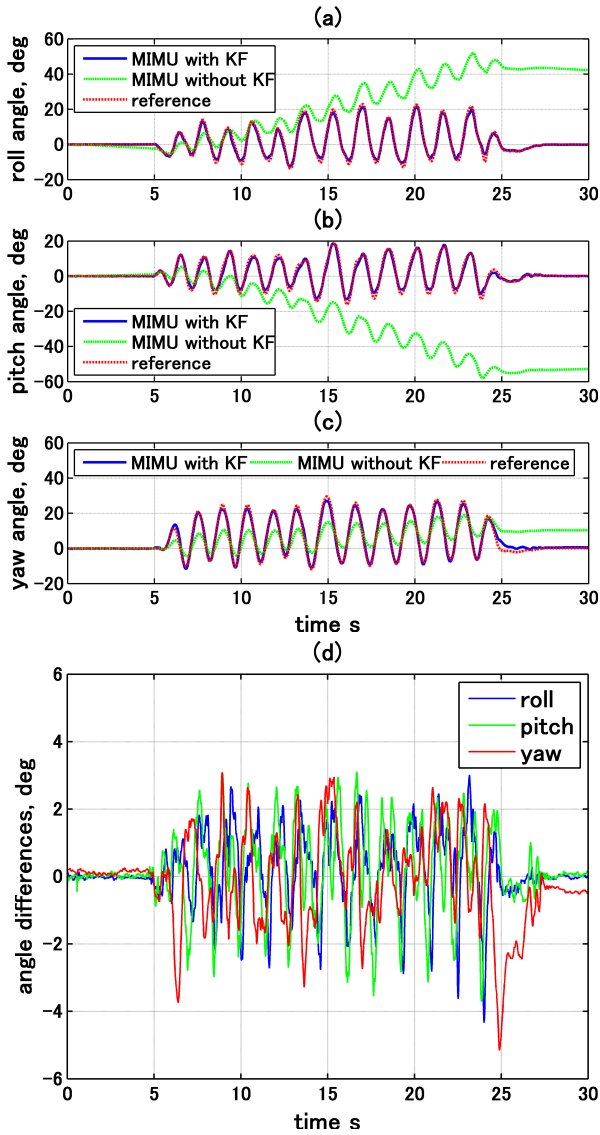 (a)
roll angle, deg
60
40
20
0
-20
MIMU with KF
MIMU without KF
reference
0 5 10 15 20 25 30
(b)
pitch angle, deg
20
0
-20
-40
-60
MIMU with KF
MIMU without KF
reference
0 5 10 15 20 25 30
(c)
yaw angle, deg
60
40
20
0
-20
MIMU with KF MIMU without KF reference
0 5 10 15 20 25 30
time s
(d)
angle differences, deg
6
4
2
0
-2
-4
-6
roll
pitch
yaw
0 5 10 15 20 25 30
time s